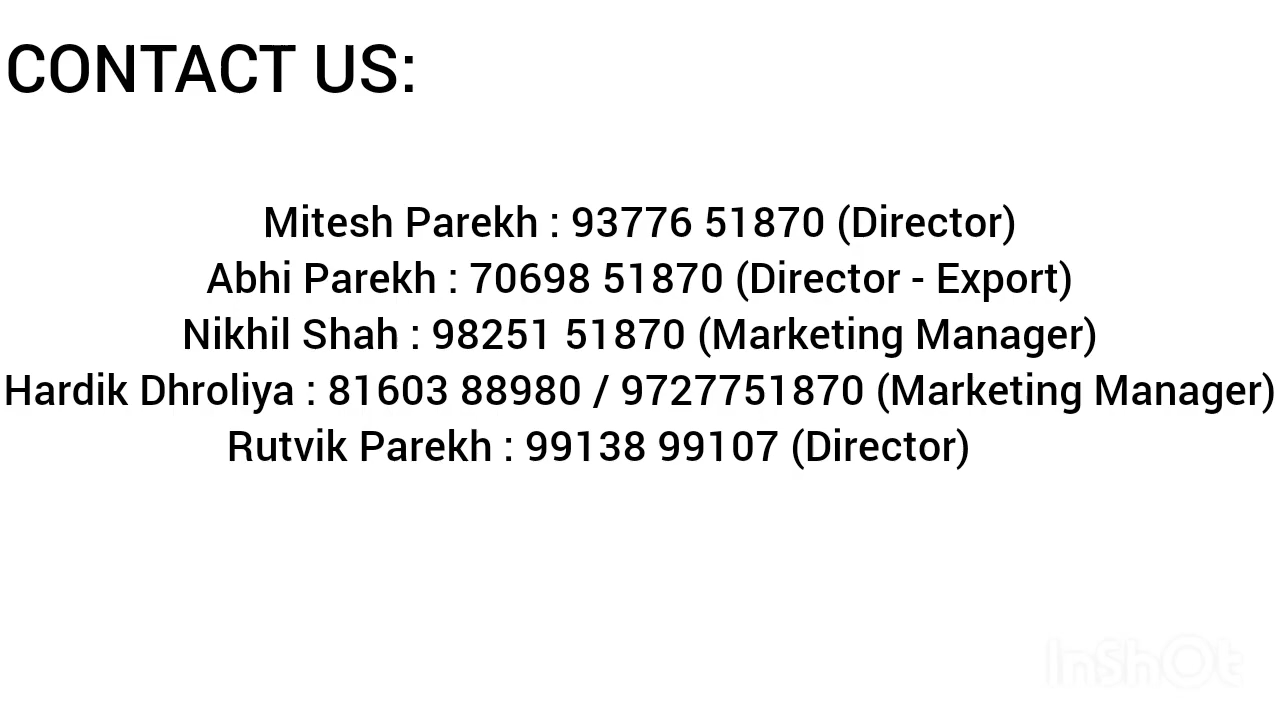 CONTACT US:
Mitesh Parekh : 93776 51870 (Director)
Abhi Parekh : 70698 51870 (Director - Export)
Nikhil Shah : 98251 51870 (Marketing Manager)
Hardik Dhroliya : 81603 88980 / 9727751870 (Marketing Manager)
Rutvik Parekh : 99138 99107 (Director)
InShOt